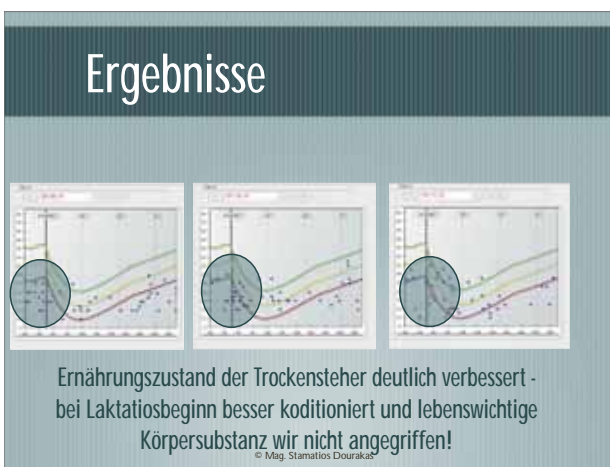 Ergebnisse
Ernährungszustand der Trockensteher deutlich verbessert -
bei Laktatiosbeginn besser koditioniert und lebenswichtige
Körpersubstanz wir nicht angegriffen!
© Mag. Stamatios Dourakas